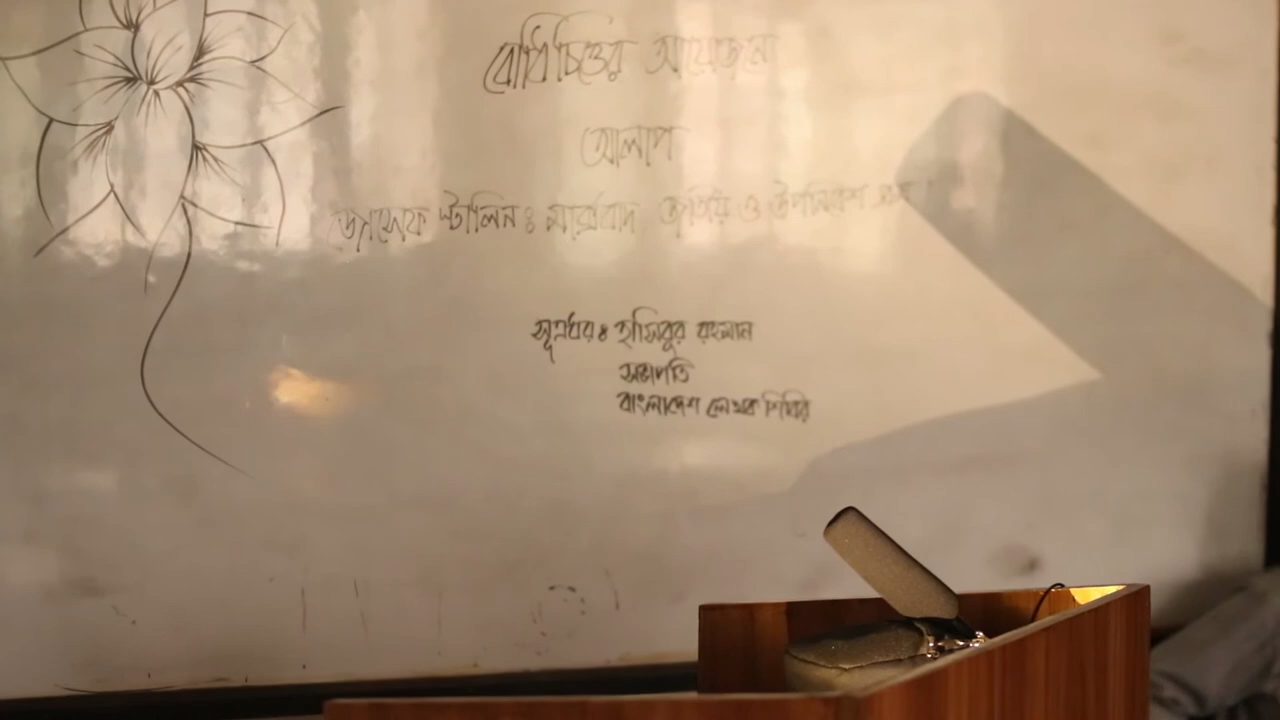 বোধিচিত্তের আয়োজনে
আলাপ
জোসেফ স্টালিনঃ মার্ক্সবাদ, জাতীয় ও উপনিবেশ প্রশ্ন
সূত্রধরঃ হাসিবুর রহমান
সভাপতি
বাংলাদেশ লেখক শিবির